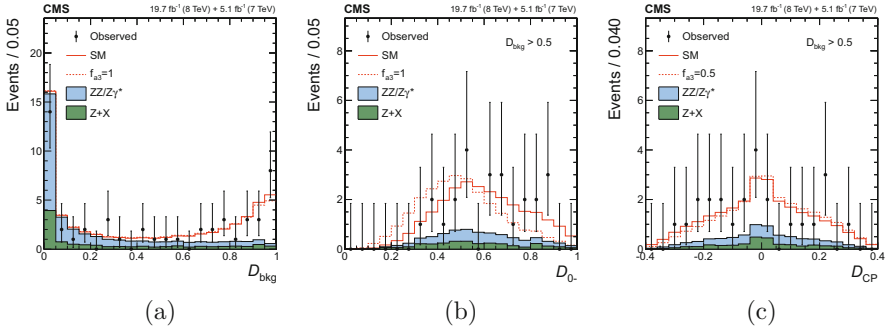 CMS 19.7 fb⁻¹ (8 TeV) + 5.1 fb⁻¹ (7 TeV)
Events / 0.05
20
15
10
5
0
Observed
SM
f_a3=1
ZZ/Zγ*
Z+X
0 0.2 0.4 0.6 0.8 1
D_bkg
(a)
CMS 19.7 fb⁻¹ (8 TeV) + 5.1 fb⁻¹ (7 TeV)
Events / 0.05
8
6
4
2
0
Observed
SM
f_a3=1
ZZ/Zγ*
Z+X
D_bkg > 0.5
0 0.2 0.4 0.6 0.8 1
D_0-
(b)
CMS 19.7 fb⁻¹ (8 TeV) + 5.1 fb⁻¹ (7 TeV)
Events / 0.040
8
6
4
2
0
Observed
SM
f_a3=0.5
ZZ/Zγ*
Z+X
D_bkg > 0.5
-0.4 -0.2 0 0.2 0.4
D_CP
(c)